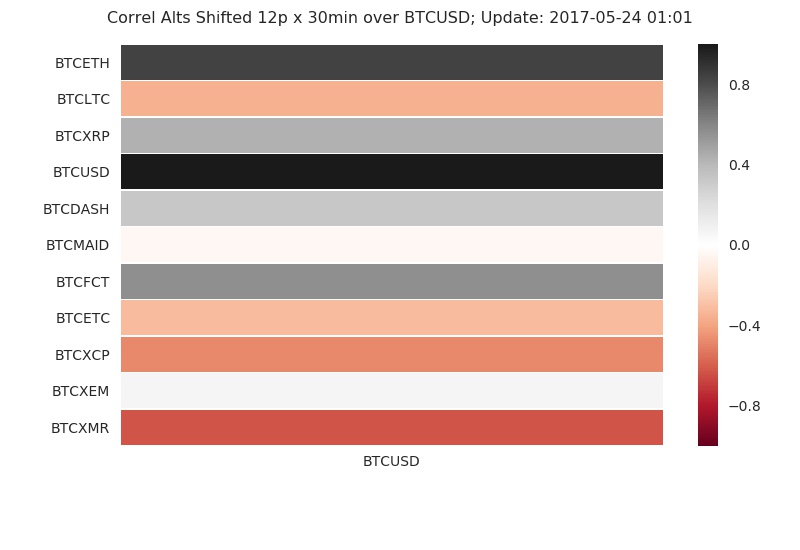 Correl Alts Shifted 12p x 30min over BTCUSD; Update: 2017-05-24 01:01
BTCETH
BTCLTC
BTCXRP
BTCUSD
BTCDASH
BTCMAID
BTCFCT
BTCETC
BTCXCP
BTCXEM
BTCXMR
BTCUSD
0.8
0.4
0.0
−0.4
−0.8